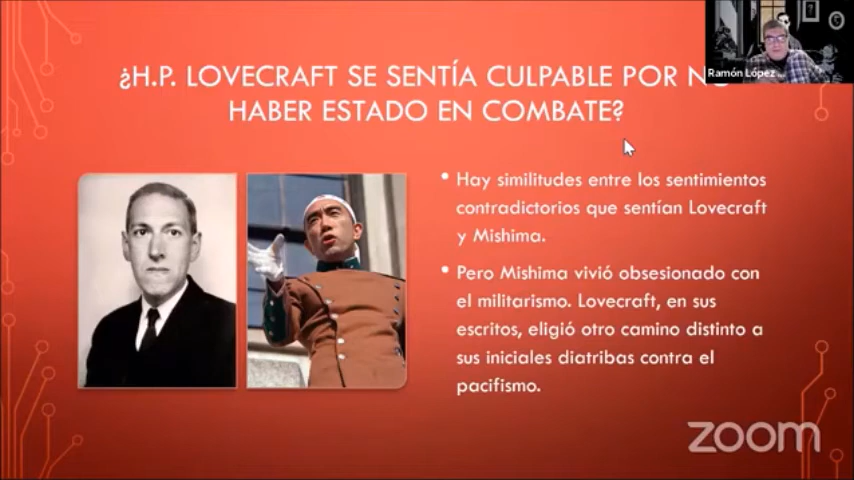 ¿H.P. LOVECRAFT SE SENTÍA CULPABLE POR NO
HABER ESTADO EN COMBATE?
Ramón López ...
• Hay similitudes entre los sentimientos
contradictorios que sentían Lovecraft
y Mishima.
• Pero Mishima vivió obsesionado con
el militarismo. Lovecraft, en sus
escritos, eligió otro camino distinto a
sus iniciales diatribas contra el
pacifismo.
zoom